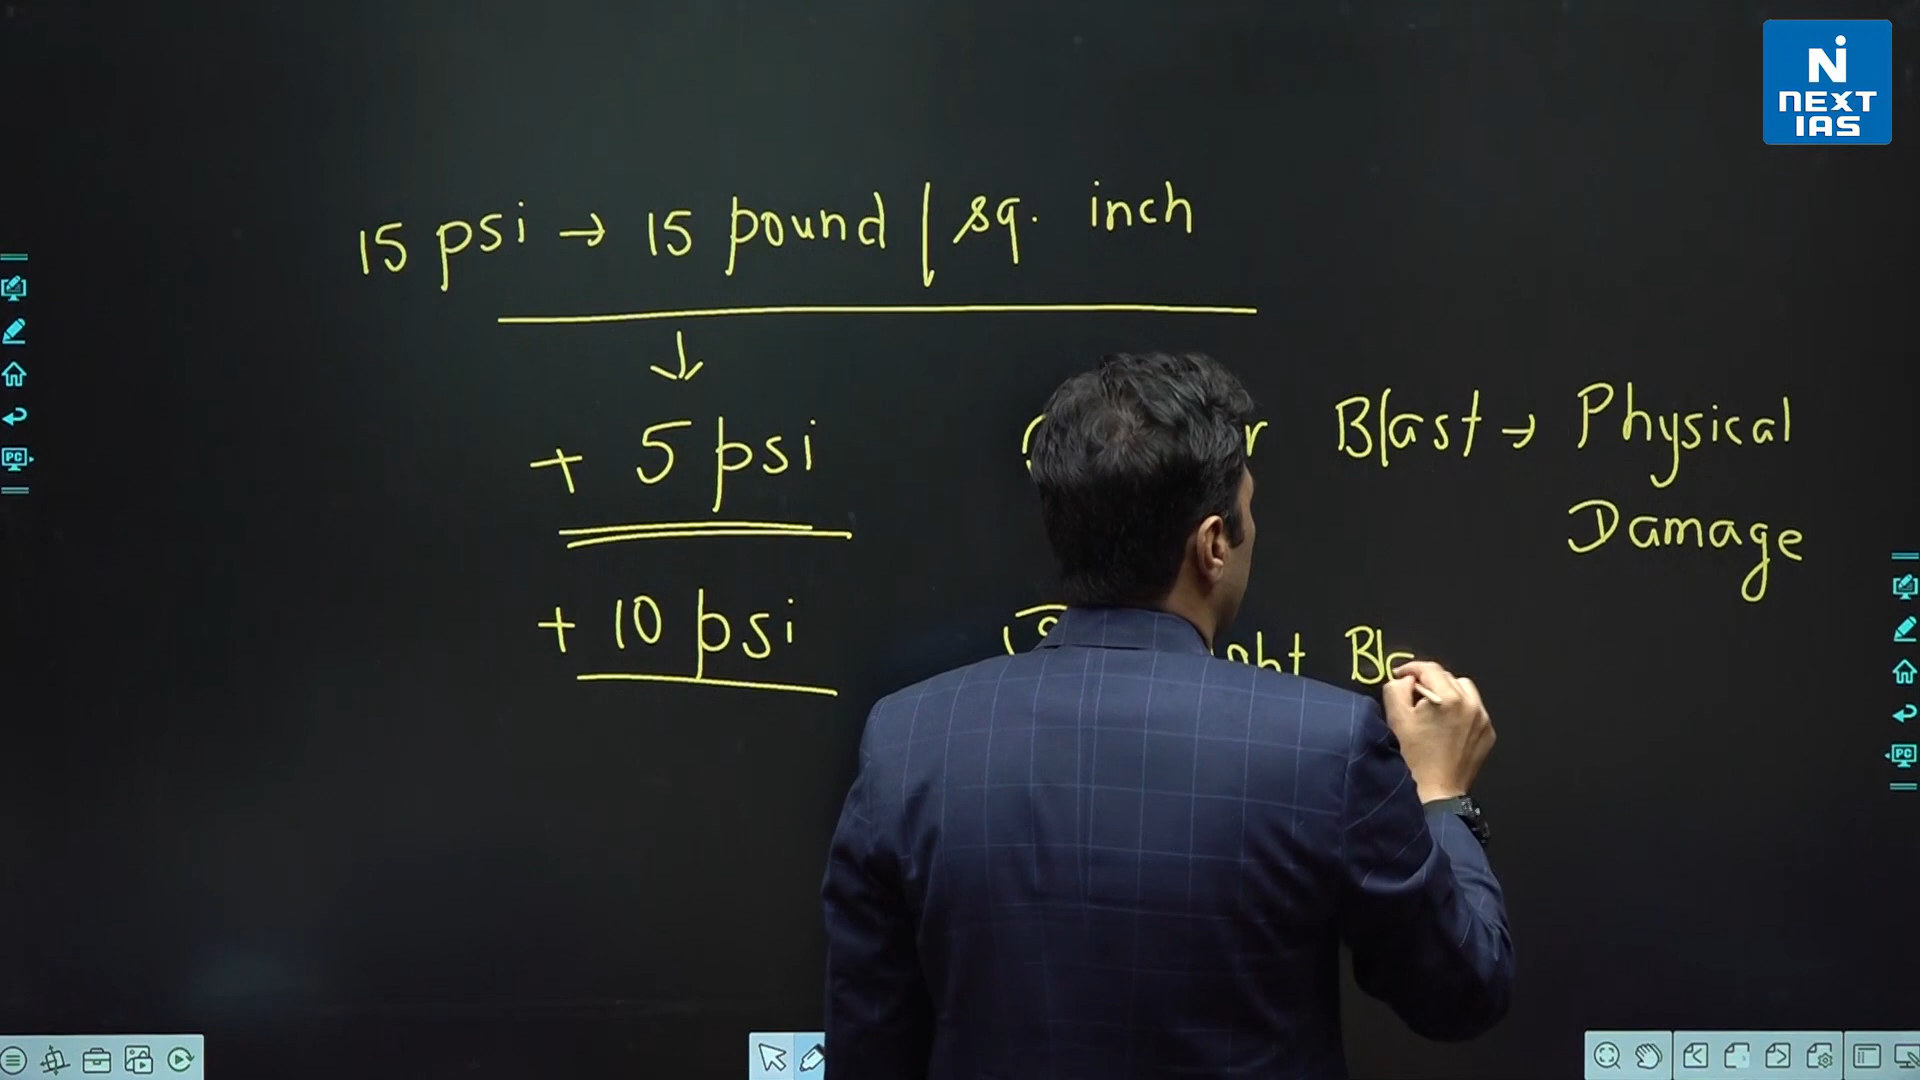 NEXT
IAS
15 psi → 15 pound | sq. inch
↓
+ 5 psi
Blast → Physical
Damage
+ 10 psi